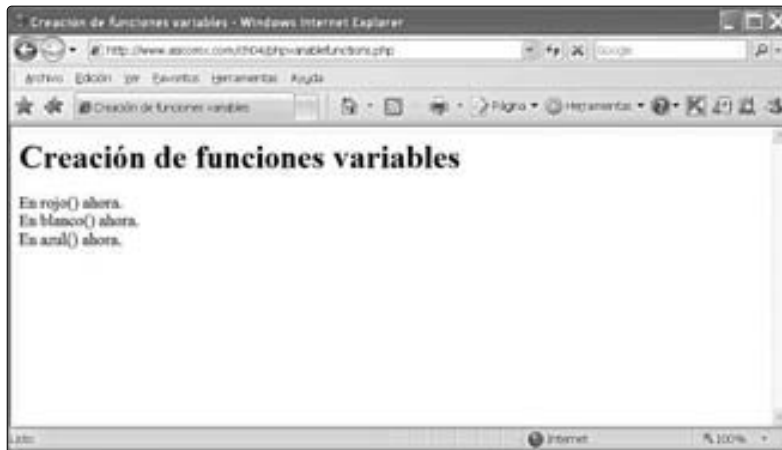 Creación de funciones variables - Windows Internet Explorer
Archivo Edición Ver Favoritos Herramientas Ayuda
Creación de funciones variables
Página Herramientas
Creación de funciones variables
En rojo() ahora.
En blanco() ahora.
En azul() ahora.
Listo
Internet
100%